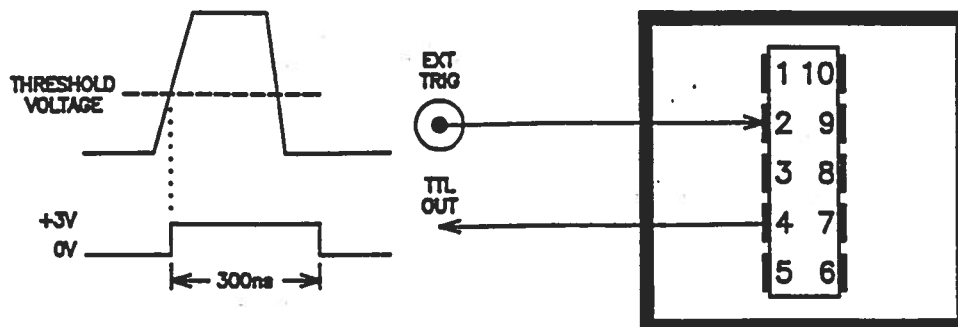 THRESHOLD
VOLTAGE
+3V
0V
300ns
EXT
TRIG
TTL
OUT
1 10
2 9
3 8
4 7
5 6